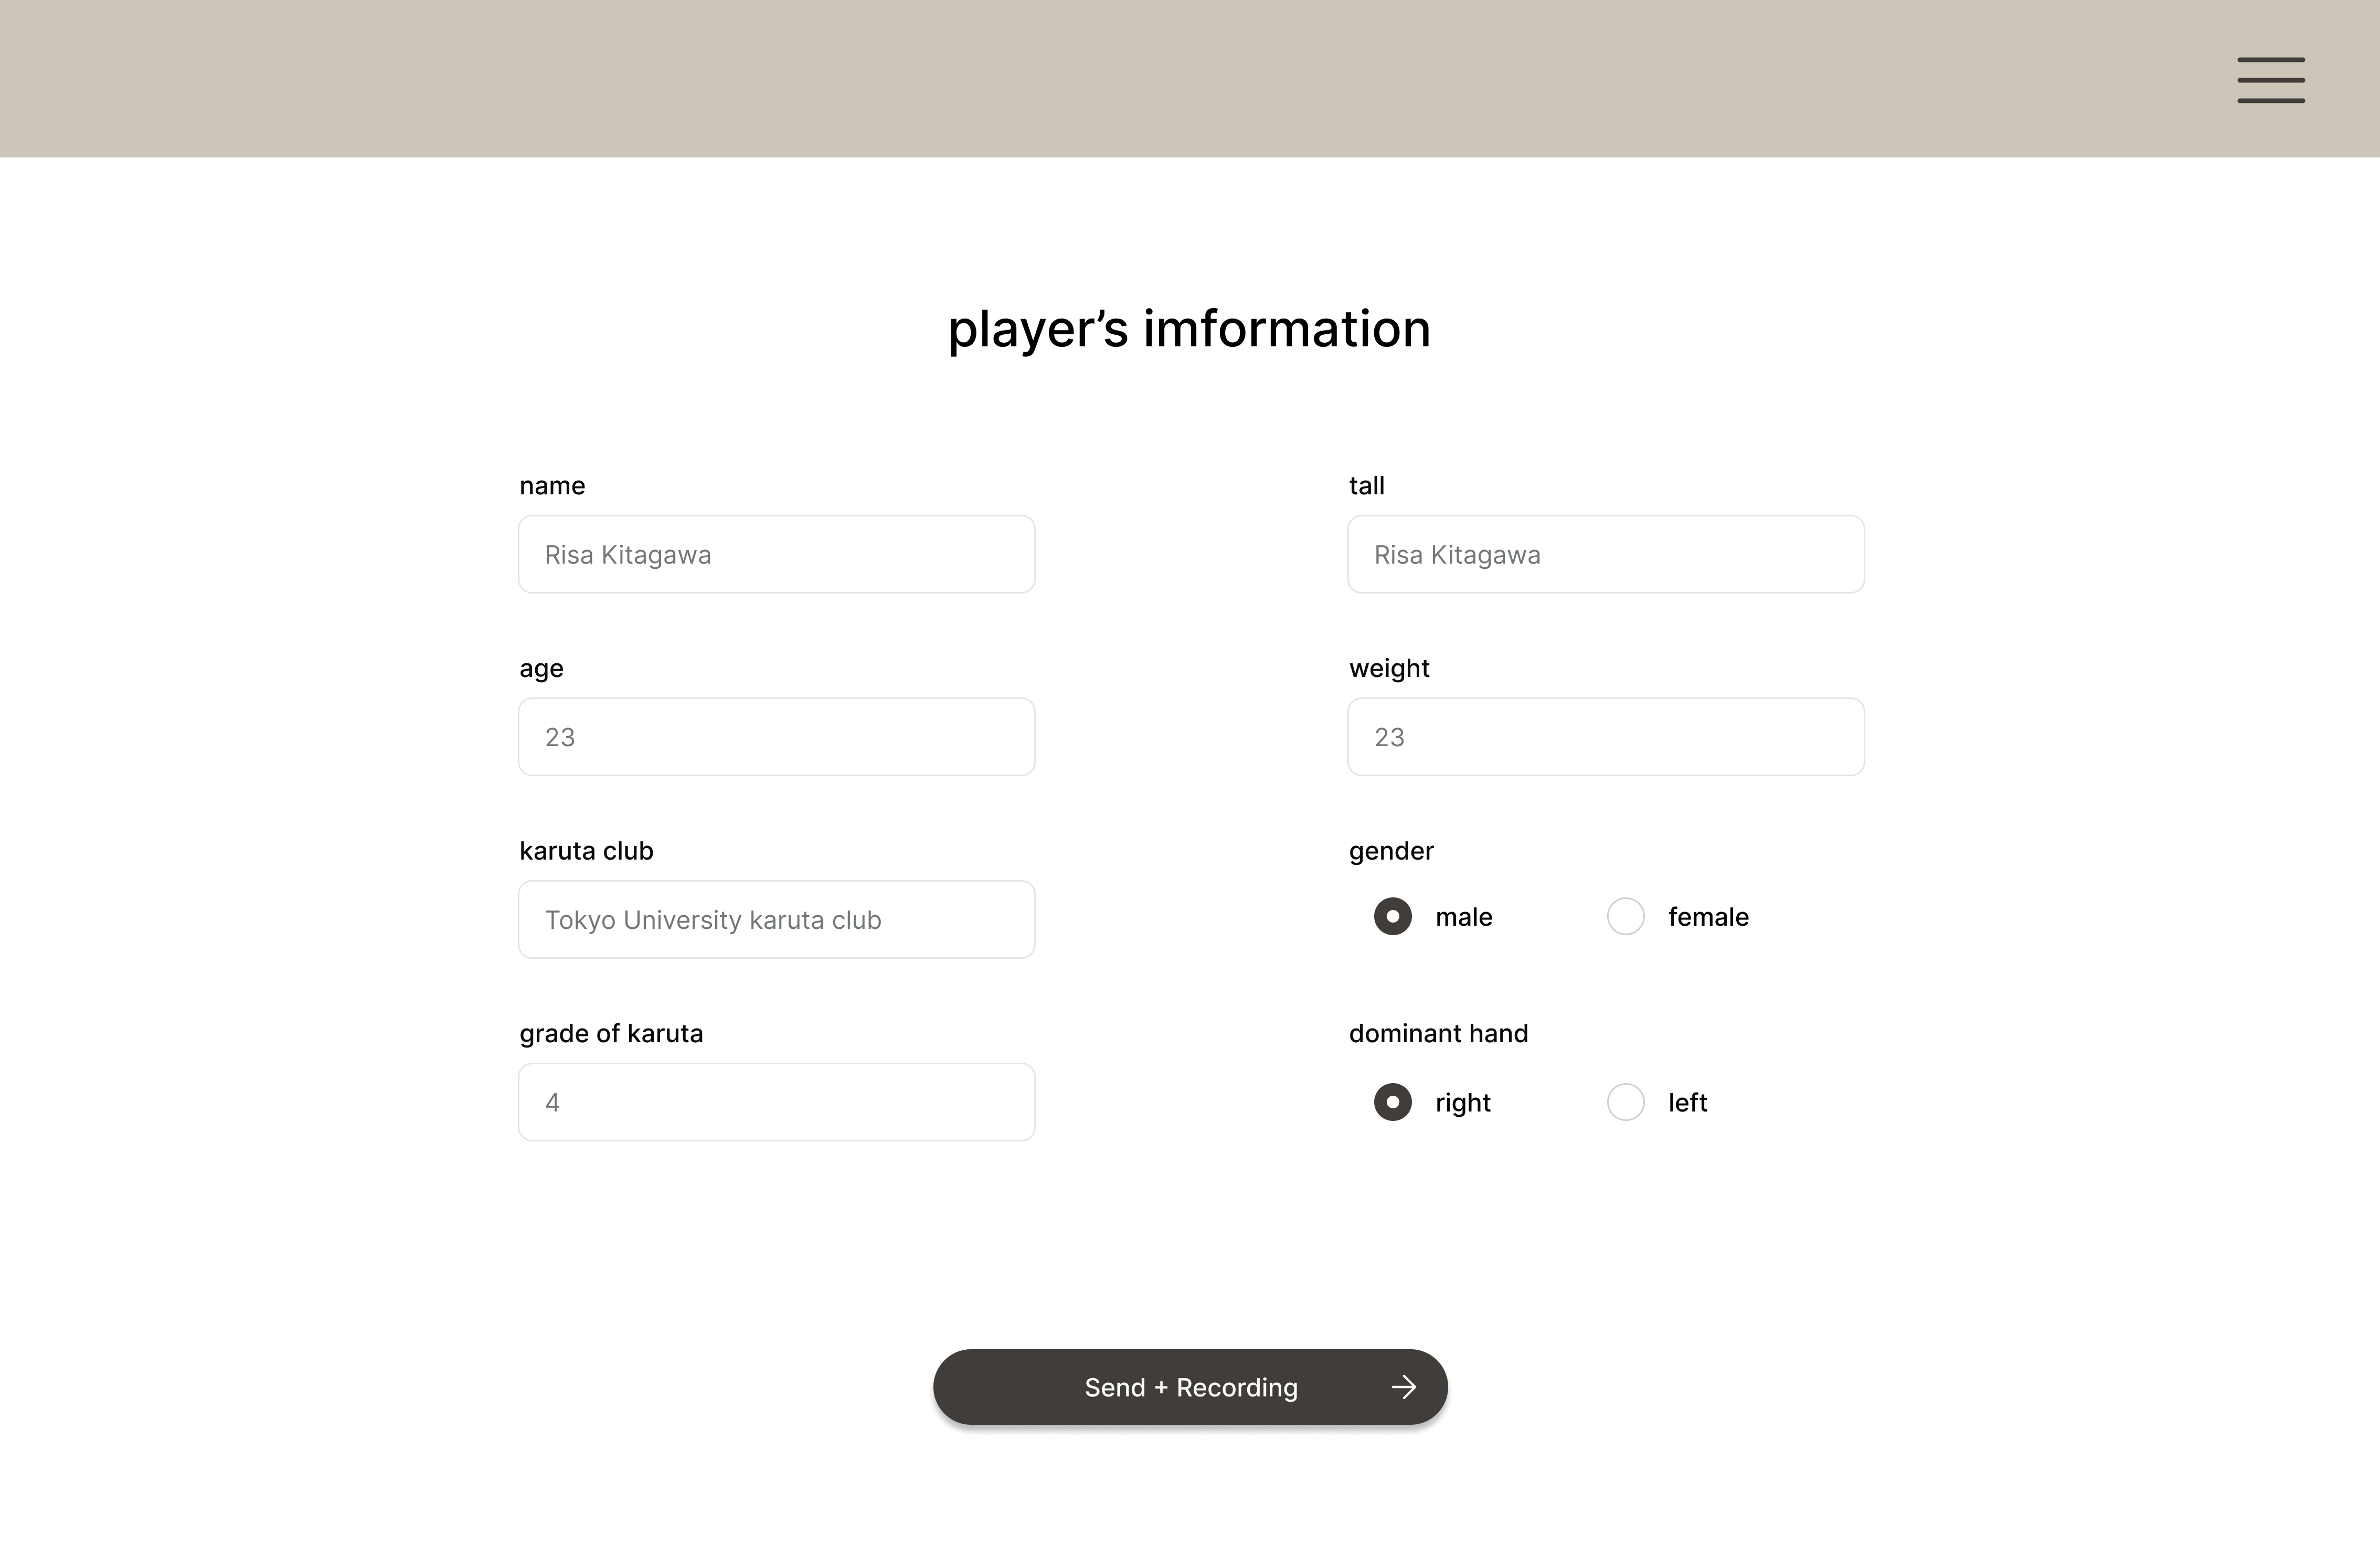 player’s imformation
name
Risa Kitagawa
tall
Risa Kitagawa
age
23
weight
23
karuta club
Tokyo University karuta club
gender
male
female
grade of karuta
4
dominant hand
right
left
Send + Recording